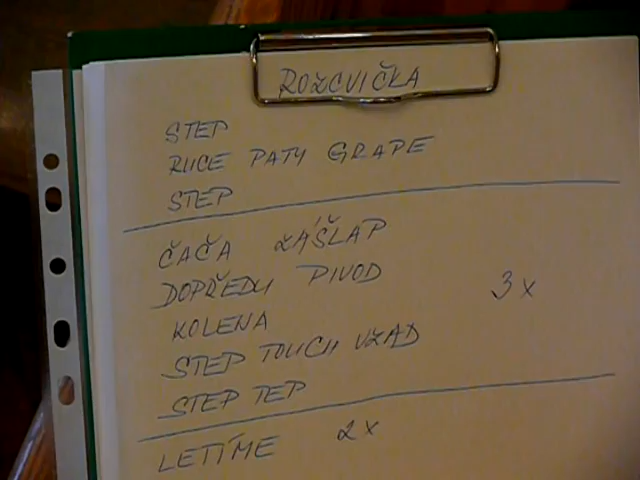 ROZCVIČKA
STEP
RUCE PATY GRAPE
STEP
ČAČA ZÁŠLAP
DOPŘEDU PIVOD
3x
KOLENA
STEP TOUCH VZAD
STEP TEP
LETÍME 2x